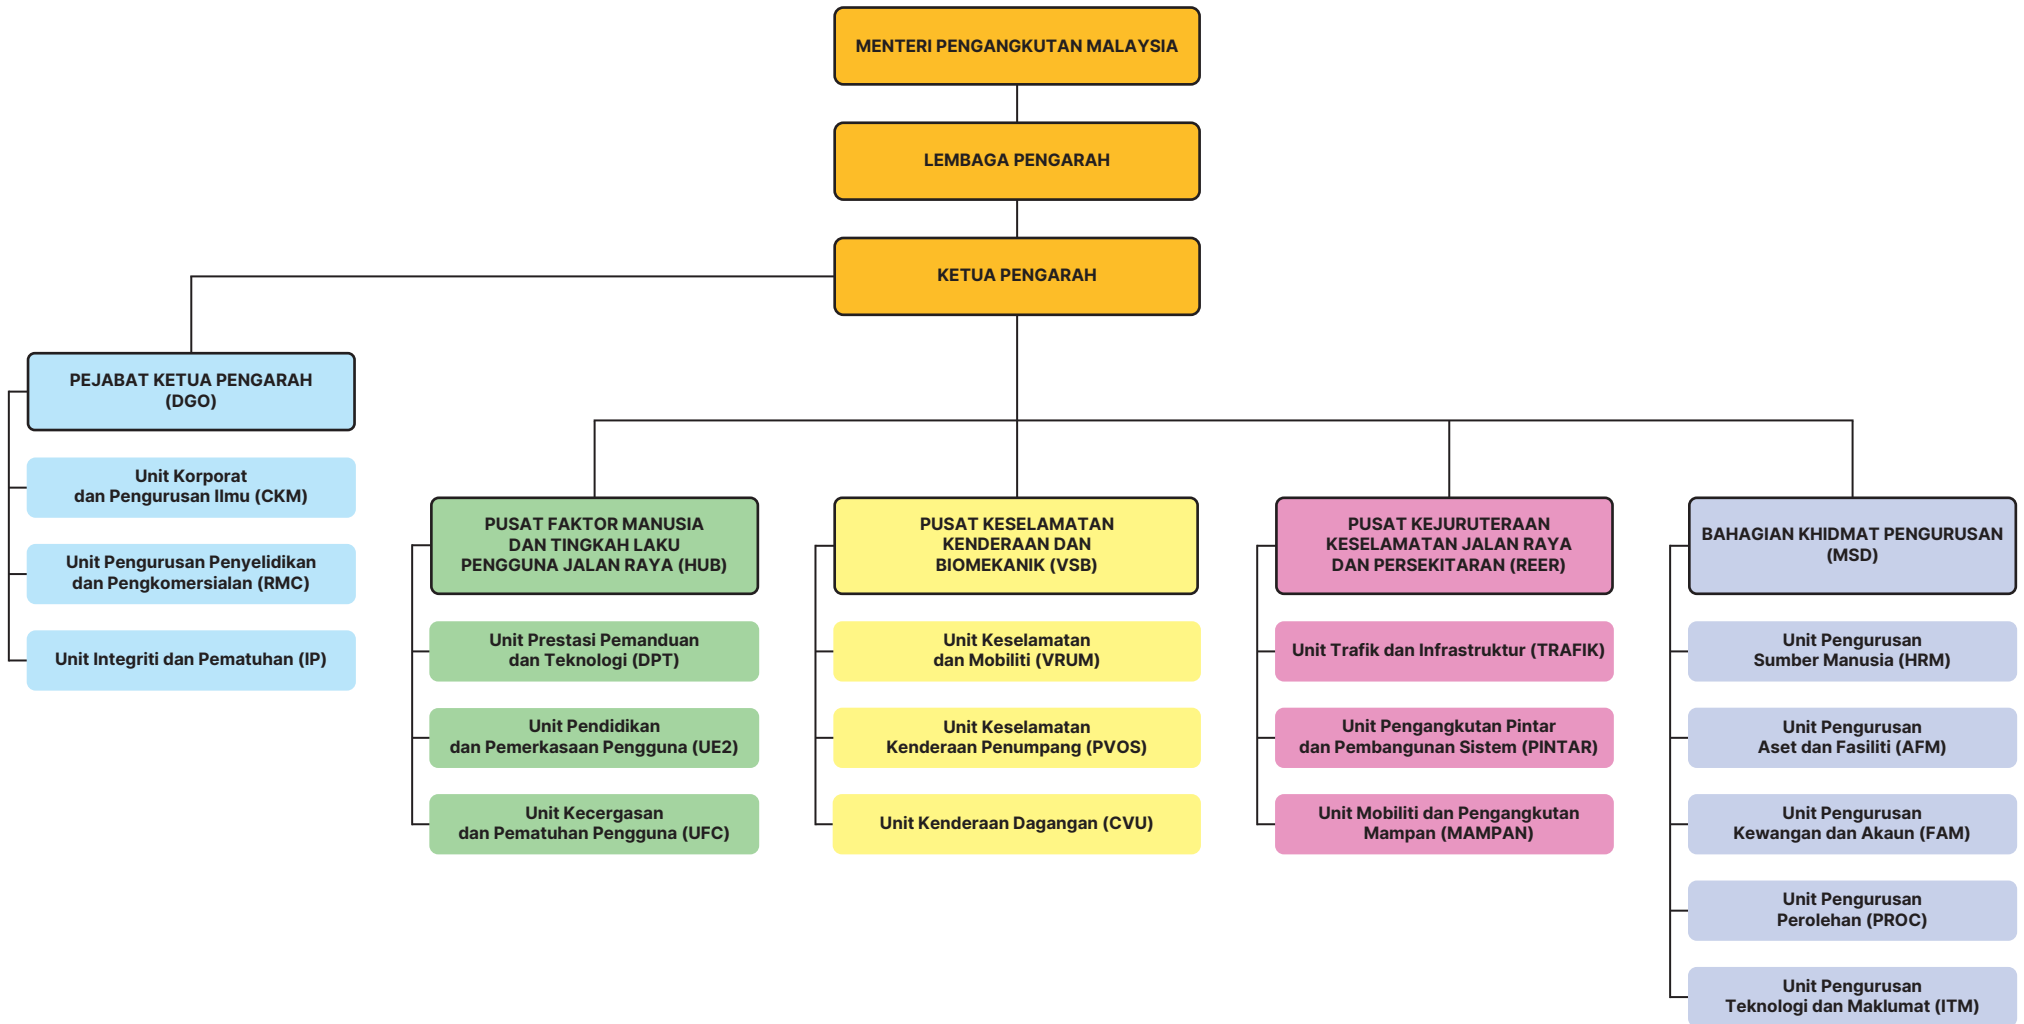 MENTERI PENGANGKUTAN MALAYSIA
LEMBAGA PENGARAH
KETUA PENGARAH
PEJABAT KETUA PENGARAH
(DGO)
Unit Korporat
dan Pengurusan Ilmu (CKM)
Unit Pengurusan Penyelidikan
dan Pengkomersialan (RMC)
Unit Integriti dan Pematuhan (IP)
PUSAT FAKTOR MANUSIA
DAN TINGKAH LAKU
PENGGUNA JALAN RAYA (HUB)
Unit Prestasi Pemanduan
dan Teknologi (DPT)
Unit Pendidikan
dan Pemerkasaan Pengguna (UE2)
Unit Kecergasan
dan Pematuhan Pengguna (UFC)
PUSAT KESELAMATAN
KENDERAAN DAN
BIOMEKANIK (VSB)
Unit Keselamatan
dan Mobiliti (VRUM)
Unit Keselamatan
Kenderaan Penumpang (PVOS)
Unit Kenderaan Dagangan (CVU)
PUSAT KEJURUTERAAN
KESELAMATAN JALAN RAYA
DAN PERSEKITARAN (REER)
Unit Trafik dan Infrastruktur (TRAFIK)
Unit Pengangkutan Pintar
dan Pembangunan Sistem (PINTAR)
Unit Mobiliti dan Pengangkutan
Mampan (MAMPAN)
BAHAGIAN KHIDMAT PENGURUSAN
(MSD)
Unit Pengurusan
Sumber Manusia (HRM)
Unit Pengurusan
Aset dan Fasiliti (AFM)
Unit Pengurusan
Kewangan dan Akaun (FAM)
Unit Pengurusan
Perolehan (PROC)
Unit Pengurusan
Teknologi dan Maklumat (ITM)